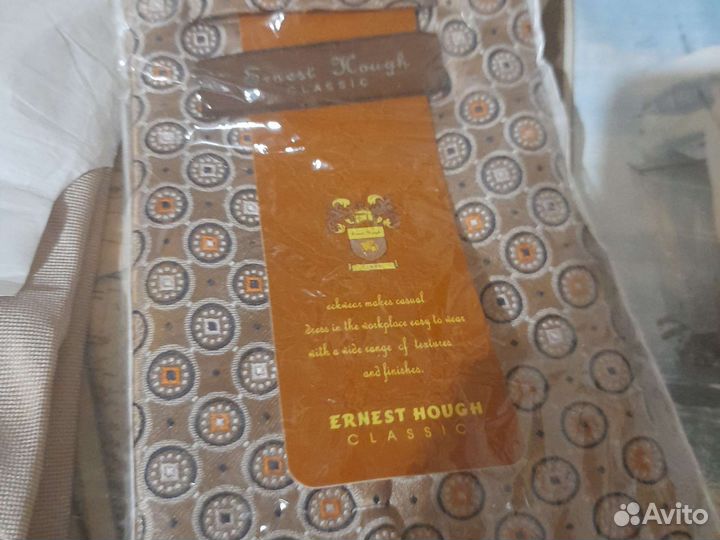 Ernest Hough
CLASSIC
eckwear makes casual
dress in the workplace easy to wear
with a wide range of textures
and finishes.
ERNEST HOUGH
CLASSIC
Avito